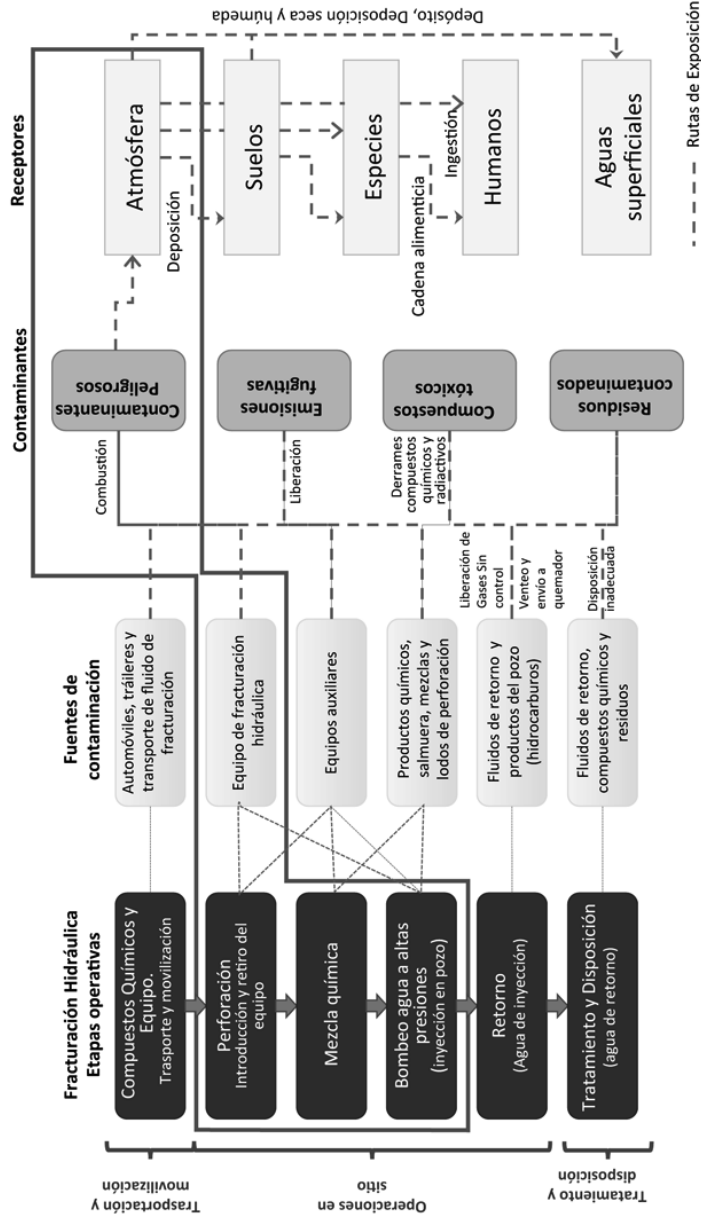 Fracturación Hidráulica
Etapas operativas
Fuentes de
contaminación
Contaminantes
Receptores
Trasportación y
movilización
Operaciones en
sitio
Tratamiento y
disposición
Compuestos Químicos y
Equipo.
Trasporte y movilización
Perforación
Introducción y retiro del
equipo
Mezcla química
Bombeo agua a altas
presiones
(inyección en pozo)
Retorno
(Agua de inyección)
Tratamiento y Disposición
(agua de retorno)
Automóviles, tráileres y
transporte de fluido de
fracturación
Equipo de fracturación
hidráulica
Equipos auxiliares
Productos químicos,
salmuera, mezclas y
lodos de perforación
Fluidos de retorno y
productos del pozo
(hidrocarburos)
Fluidos de retorno,
compuestos químicos y
residuos
Combustión
Liberación
Derrames
compuestos
químicos y
radiactivos
Liberación de
Gases Sin
control
Venteo y
envío a
quemador
Disposición
inadecuada
Contaminantes
Peligrosos
Emisiones
fugitivas
Compuestos
tóxicos
Residuos
contaminados
Atmósfera
Deposición
Suelos
Especies
Cadena alimenticia
Ingestión
Humanos
Aguas
superficiales
Depósito, Deposición seca y húmeda
Rutas de Exposición